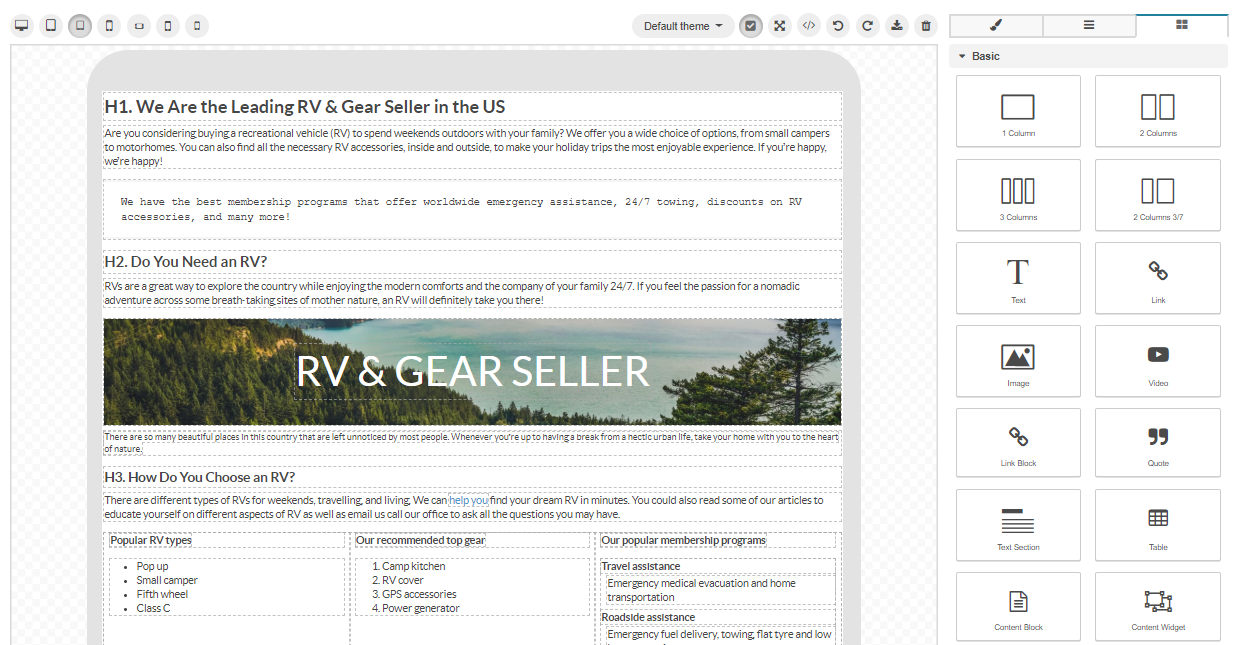 Default theme
Basic
H1. We Are the Leading RV & Gear Seller in the US
Are you considering buying a recreational vehicle (RV) to spend weekends outdoors with your family? We offer you a wide choice of options, from small campers
to motorhomes. You can also find all the necessary RV accessories, inside and outside, to make your holiday trips the most enjoyable experience. If you're happy,
we're happy!
We have the best membership programs that offer worldwide emergency assistance, 24/7 towing, discounts on RV
accessories, and many more!
H2. Do You Need an RV?
RVs are a great way to explore the country while enjoying the modern comforts and the company of your family 24/7. If you feel the passion for a nomadic
adventure across some breath-taking sites of mother nature, an RV will definitely take you there!
RV & GEAR SELLER
There are so many beautiful places in this country that are left unnoticed by most people. Whenever you're up to having a break from a hectic urban life, take your home with you to the heart
of nature.
H3. How Do You Choose an RV?
There are different types of RVs for weekends, travelling, and living. We can help you find your dream RV in minutes. You could also read some of our articles to
educate yourself on different aspects of RV as well as email us call our office to ask all the questions you may have.
Popular RV types
Pop up
Small camper
Fifth wheel
Class C
Our recommended top gear
1. Camp kitchen
2. RV cover
3. GPS accessories
4. Power generator
Our popular membership programs
Travel assistance
Emergency medical evacuation and home
transportation
Roadside assistance
Emergency fuel delivery, towing, flat tyre and low
1 Column
2 Columns
3 Columns
2 Columns 3/7
Text
Link
Image
Video
Link Block
Quote
Text Section
Table
Content Block
Content Widget